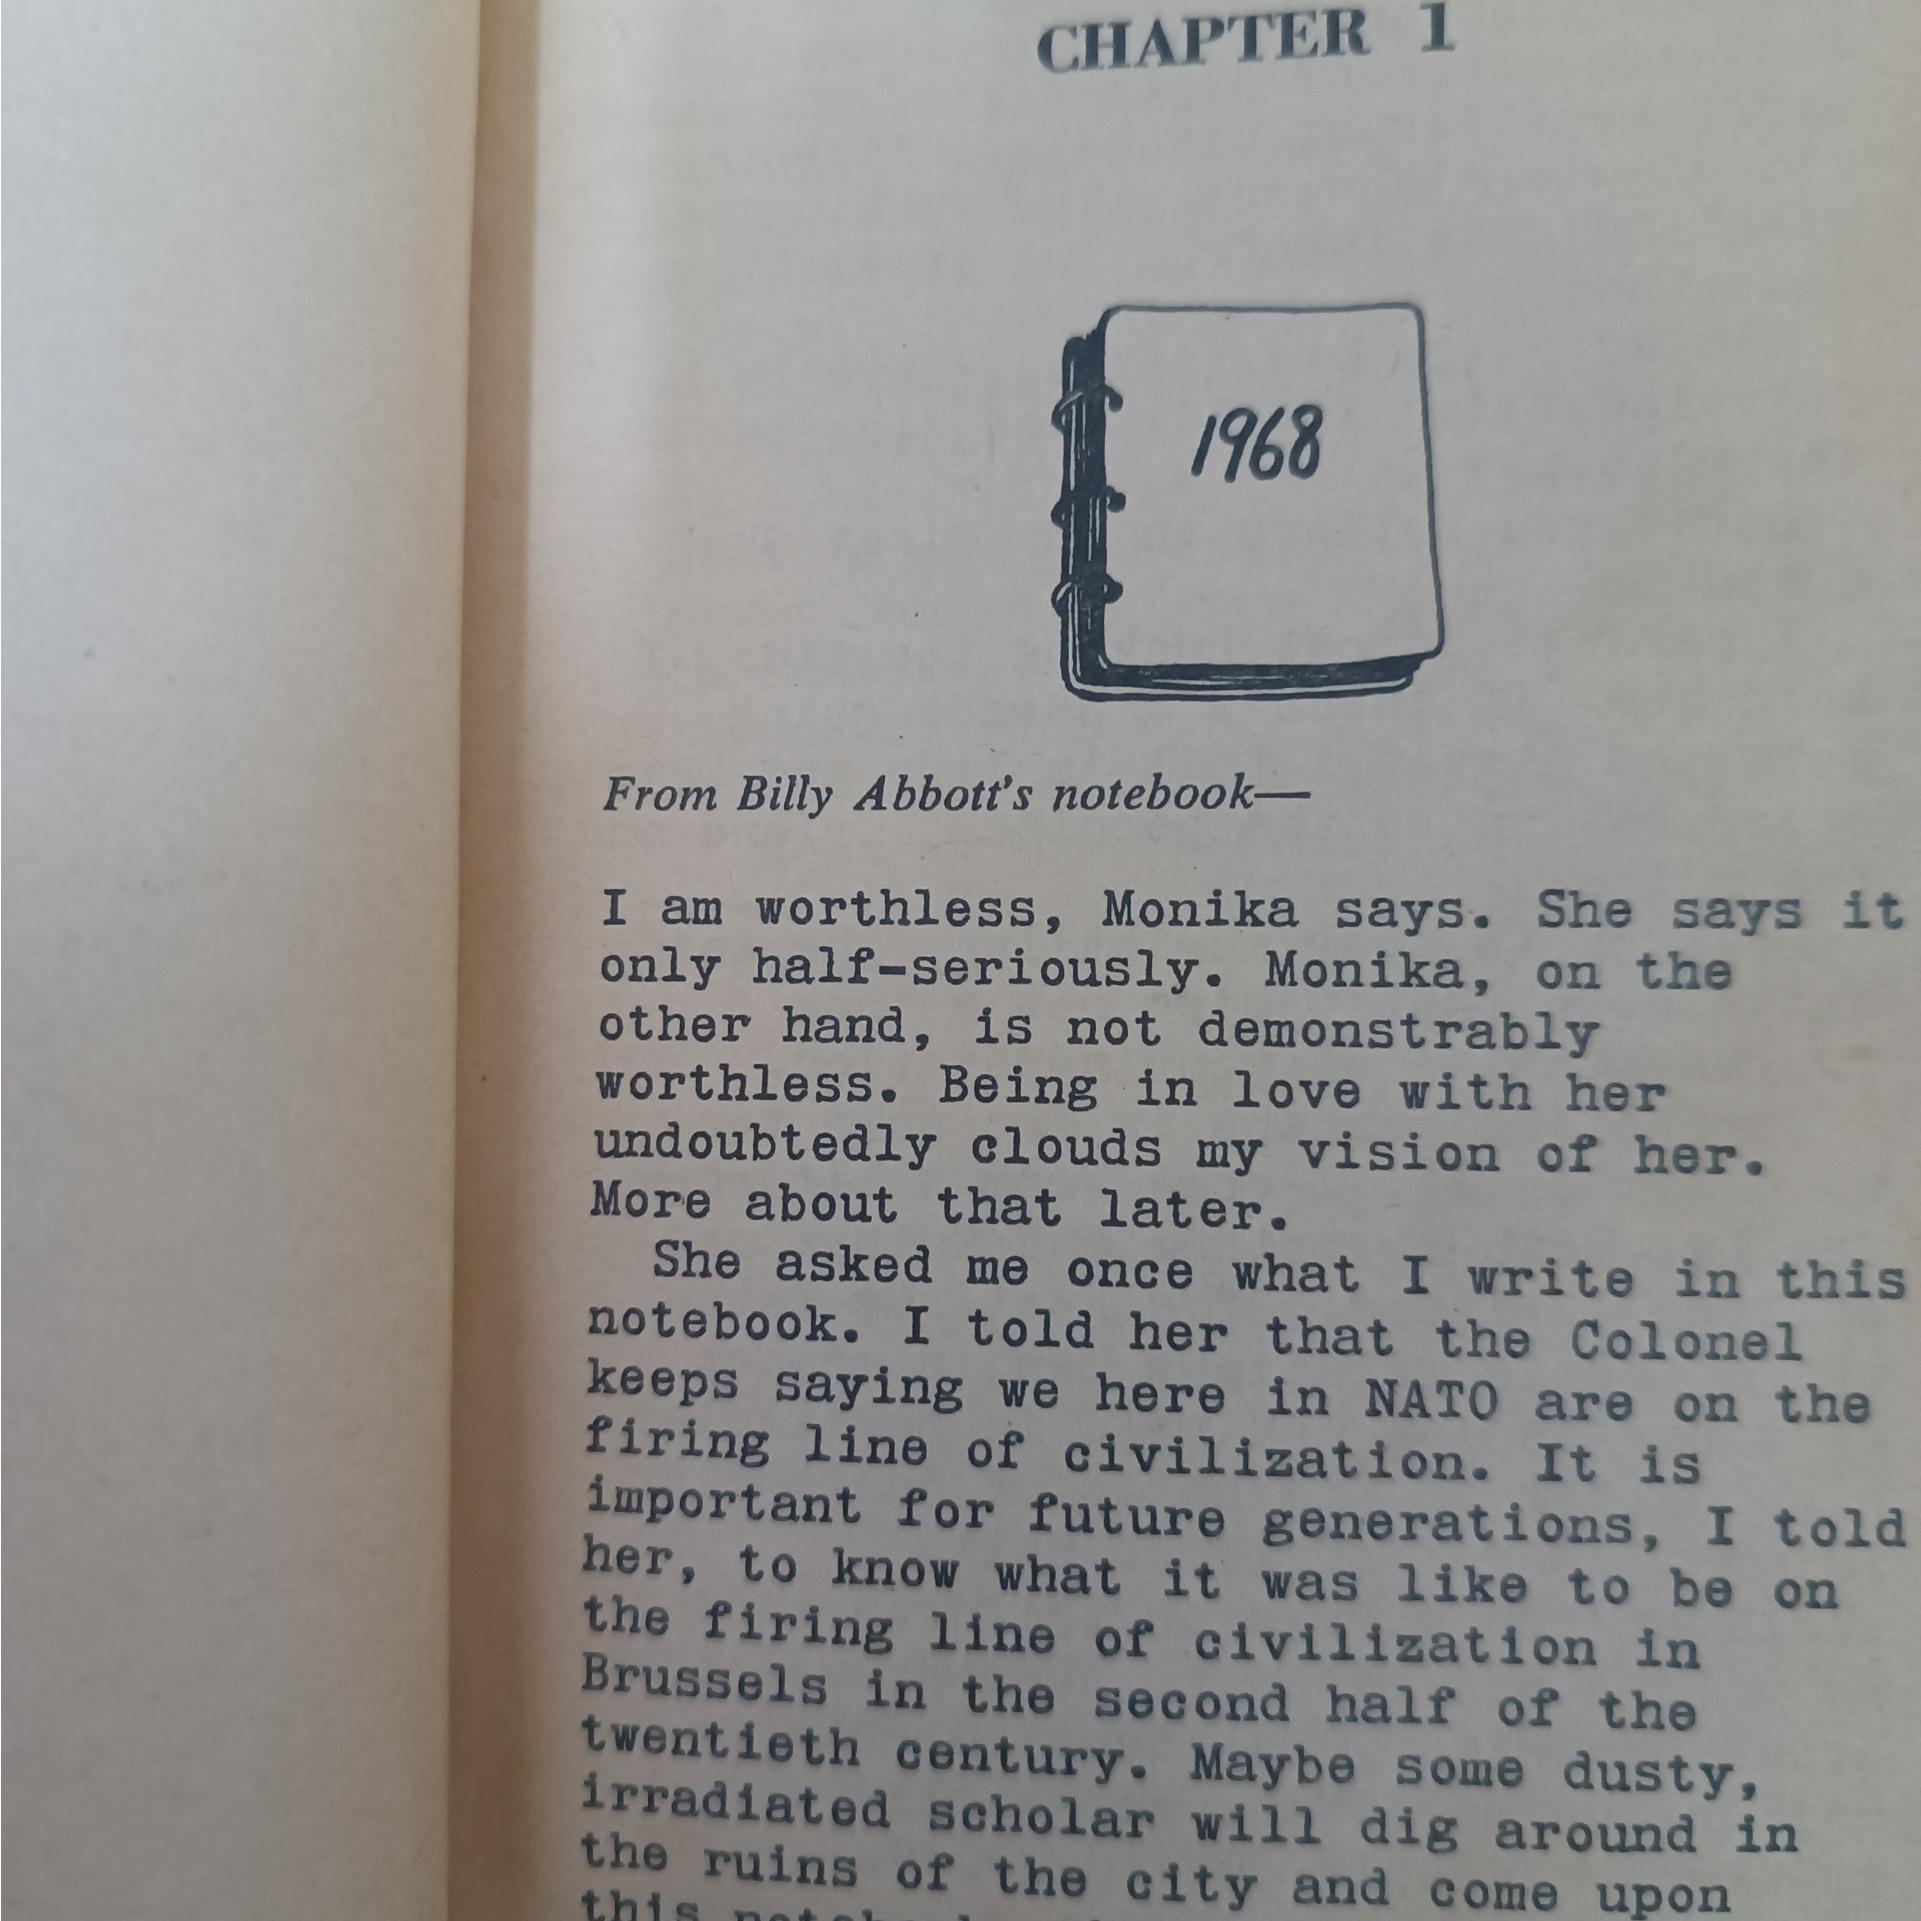 CHAPTER 1
1968
From Billy Abbott's notebook—
I am worthless, Monika says. She says it
only half-seriously. Monika, on the
other hand, is not demonstrably
worthless. Being in love with her
undoubtedly clouds my vision of her.
More about that later.
She asked me once what I write in this
notebook. I told her that the Colonel
keeps saying we here in NATO are on the
firing line of civilization. It is
important for future generations, I told
her, to know what it was like to be on
the firing line of civilization in
Brussels in the second half of the
twentieth century. Maybe some dusty,
irradiated scholar will dig around in
the ruins of the city and come upon
this